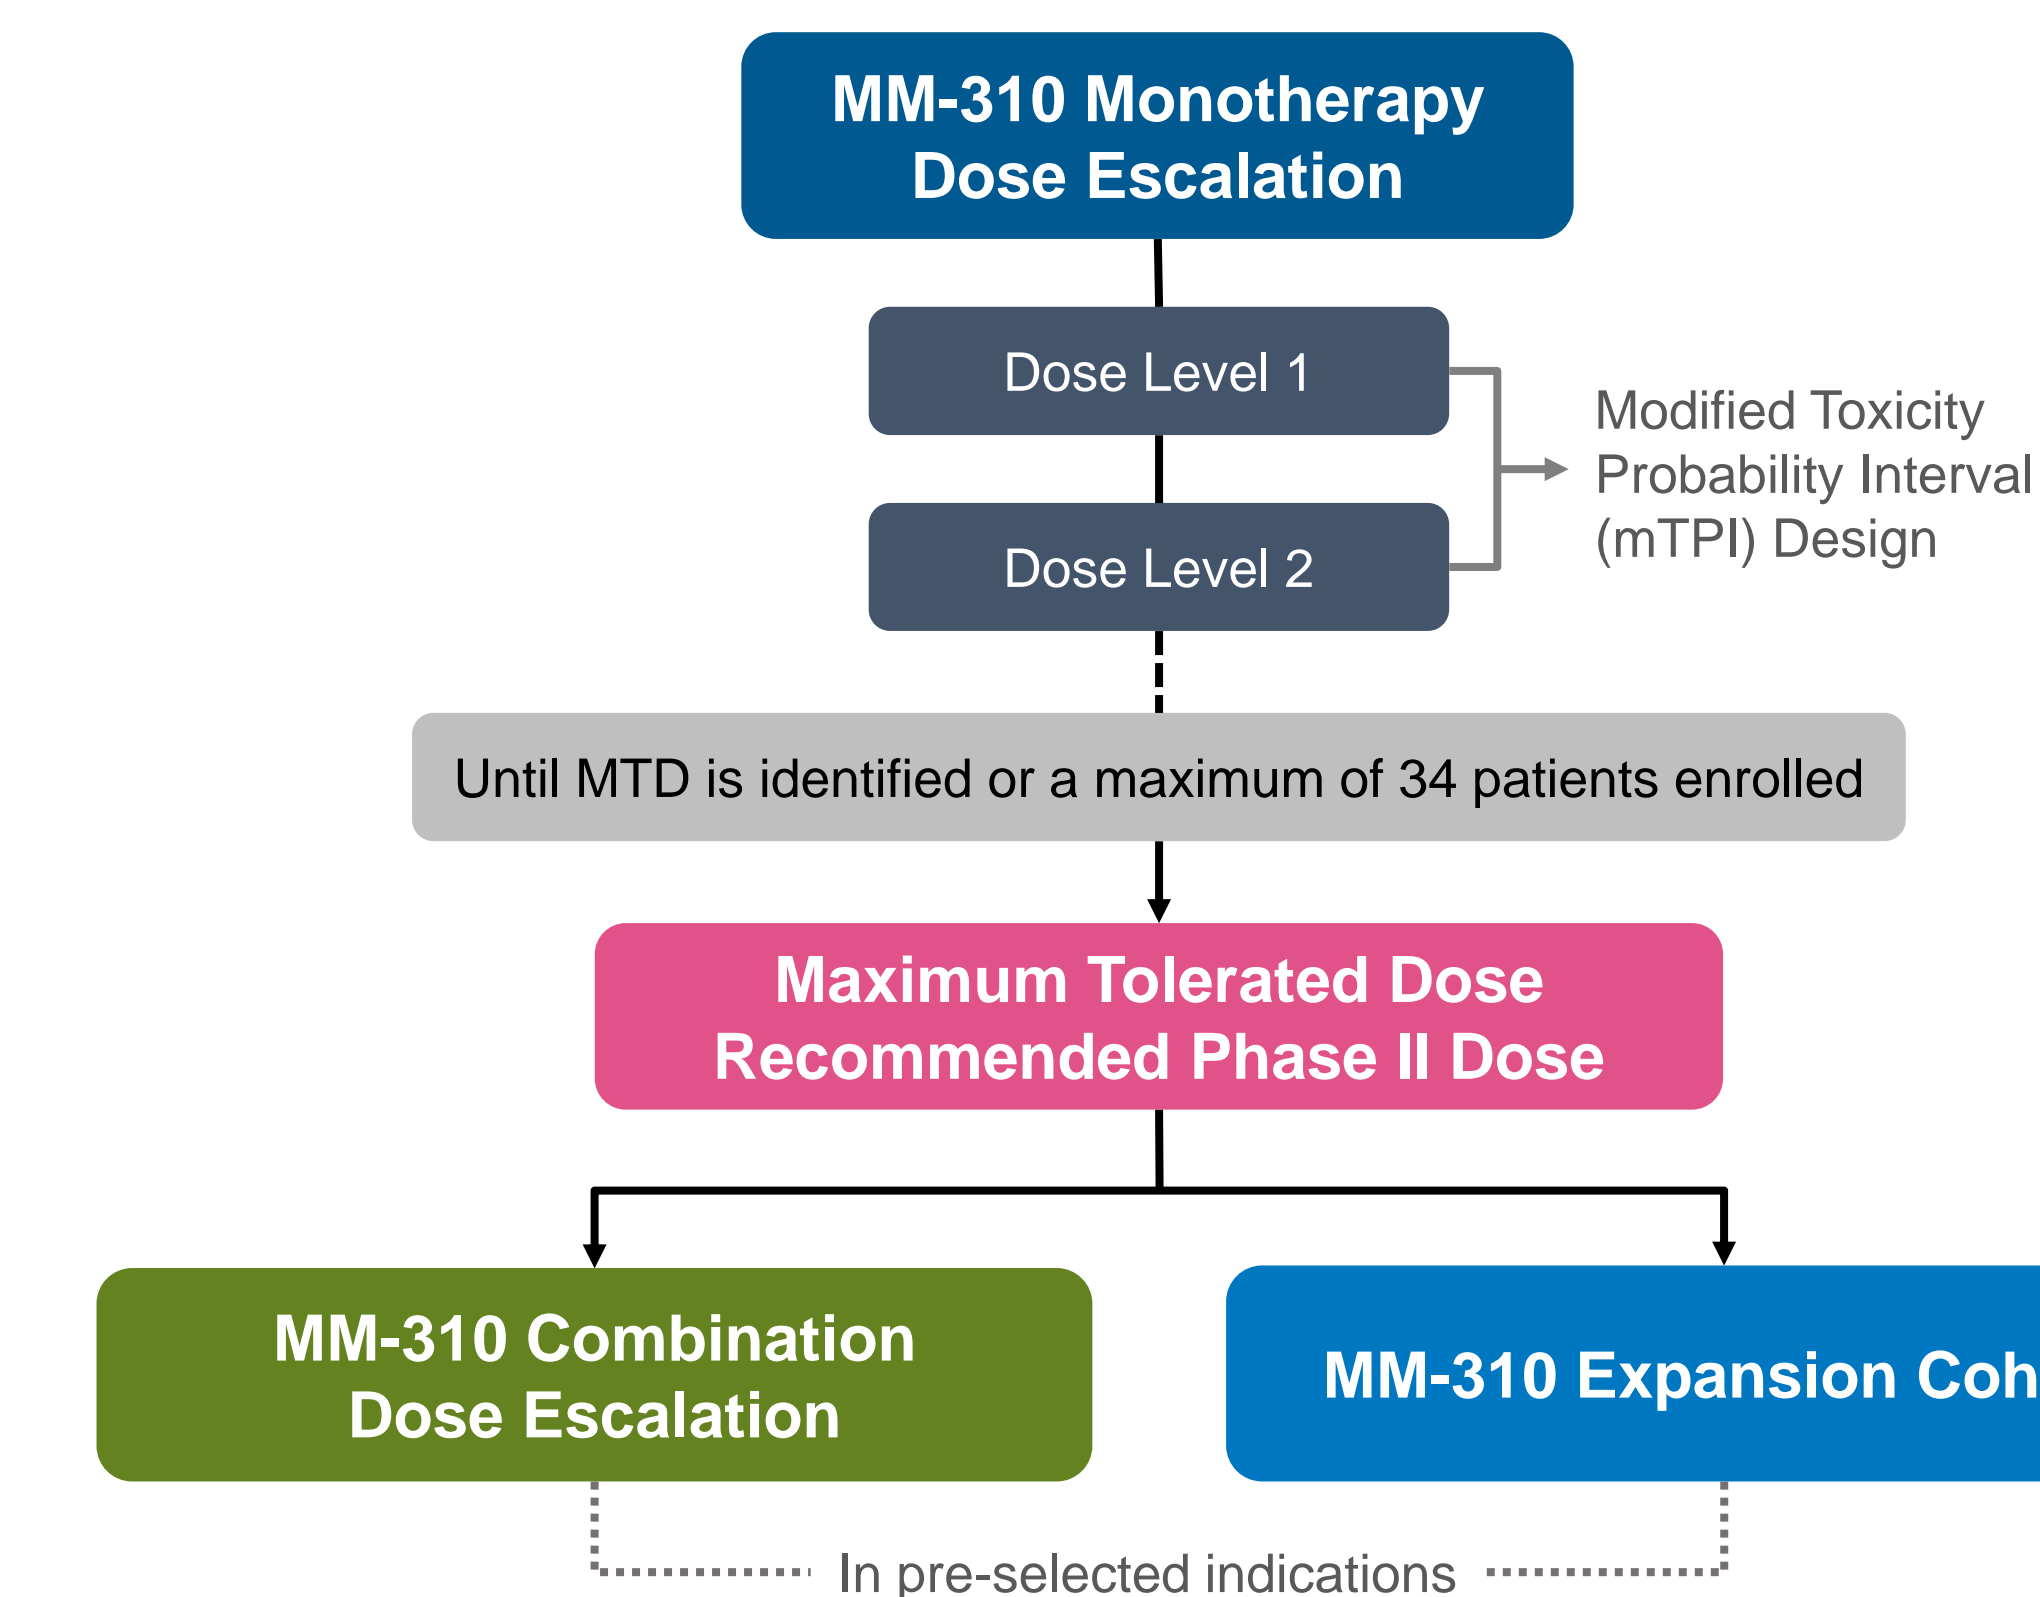 MM-310 Monotherapy
Dose Escalation
Dose Level 1
Modified Toxicity
Probability Interval
(mTPI) Design
Dose Level 2
Until MTD is identified or a maximum of 34 patients enrolled
Maximum Tolerated Dose
Recommended Phase II Dose
MM-310 Combination
Dose Escalation
MM-310 Expansion Coh
In pre-selected indications